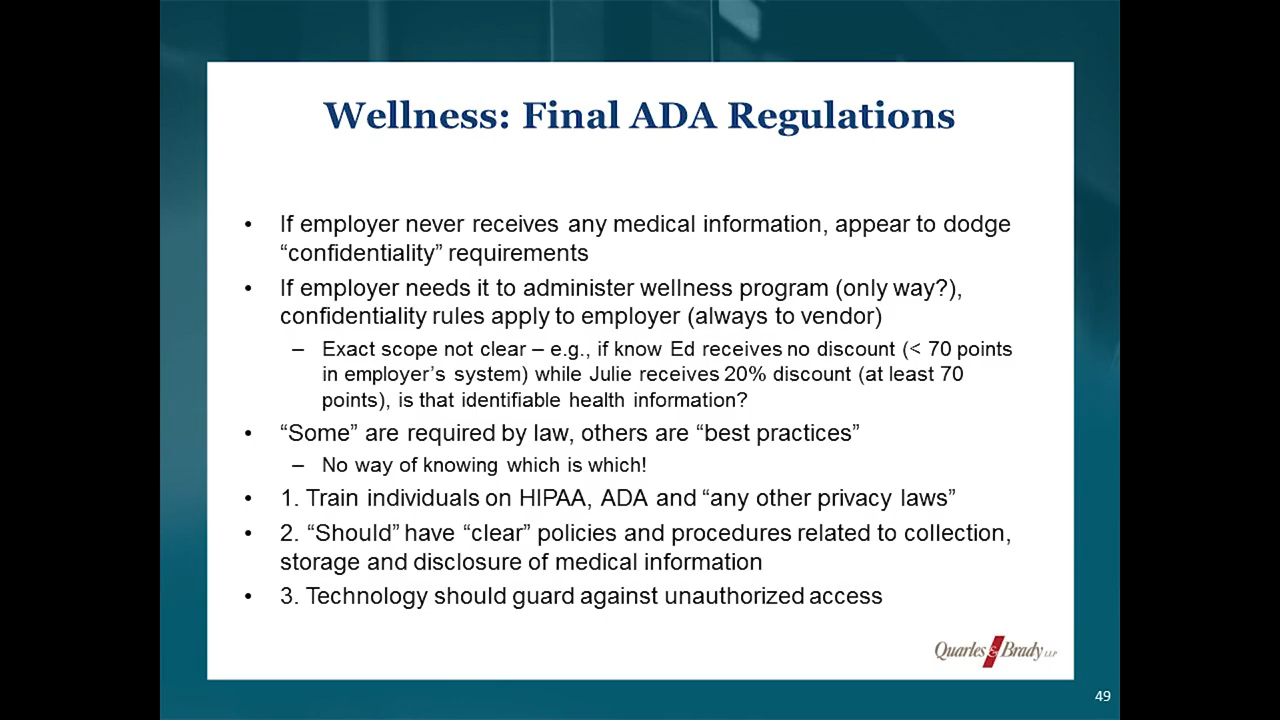 Wellness: Final ADA Regulations
• If employer never receives any medical information, appear to dodge
“confidentiality” requirements
• If employer needs it to administer wellness program (only way?),
confidentiality rules apply to employer (always to vendor)
– Exact scope not clear – e.g., if know Ed receives no discount (< 70 points
in employer’s system) while Julie receives 20% discount (at least 70
points), is that identifiable health information?
• “Some” are required by law, others are “best practices”
– No way of knowing which is which!
• 1. Train individuals on HIPAA, ADA and “any other privacy laws”
• 2. “Should” have “clear” policies and procedures related to collection,
storage and disclosure of medical information
• 3. Technology should guard against unauthorized access
Quarles & Brady LLP
49